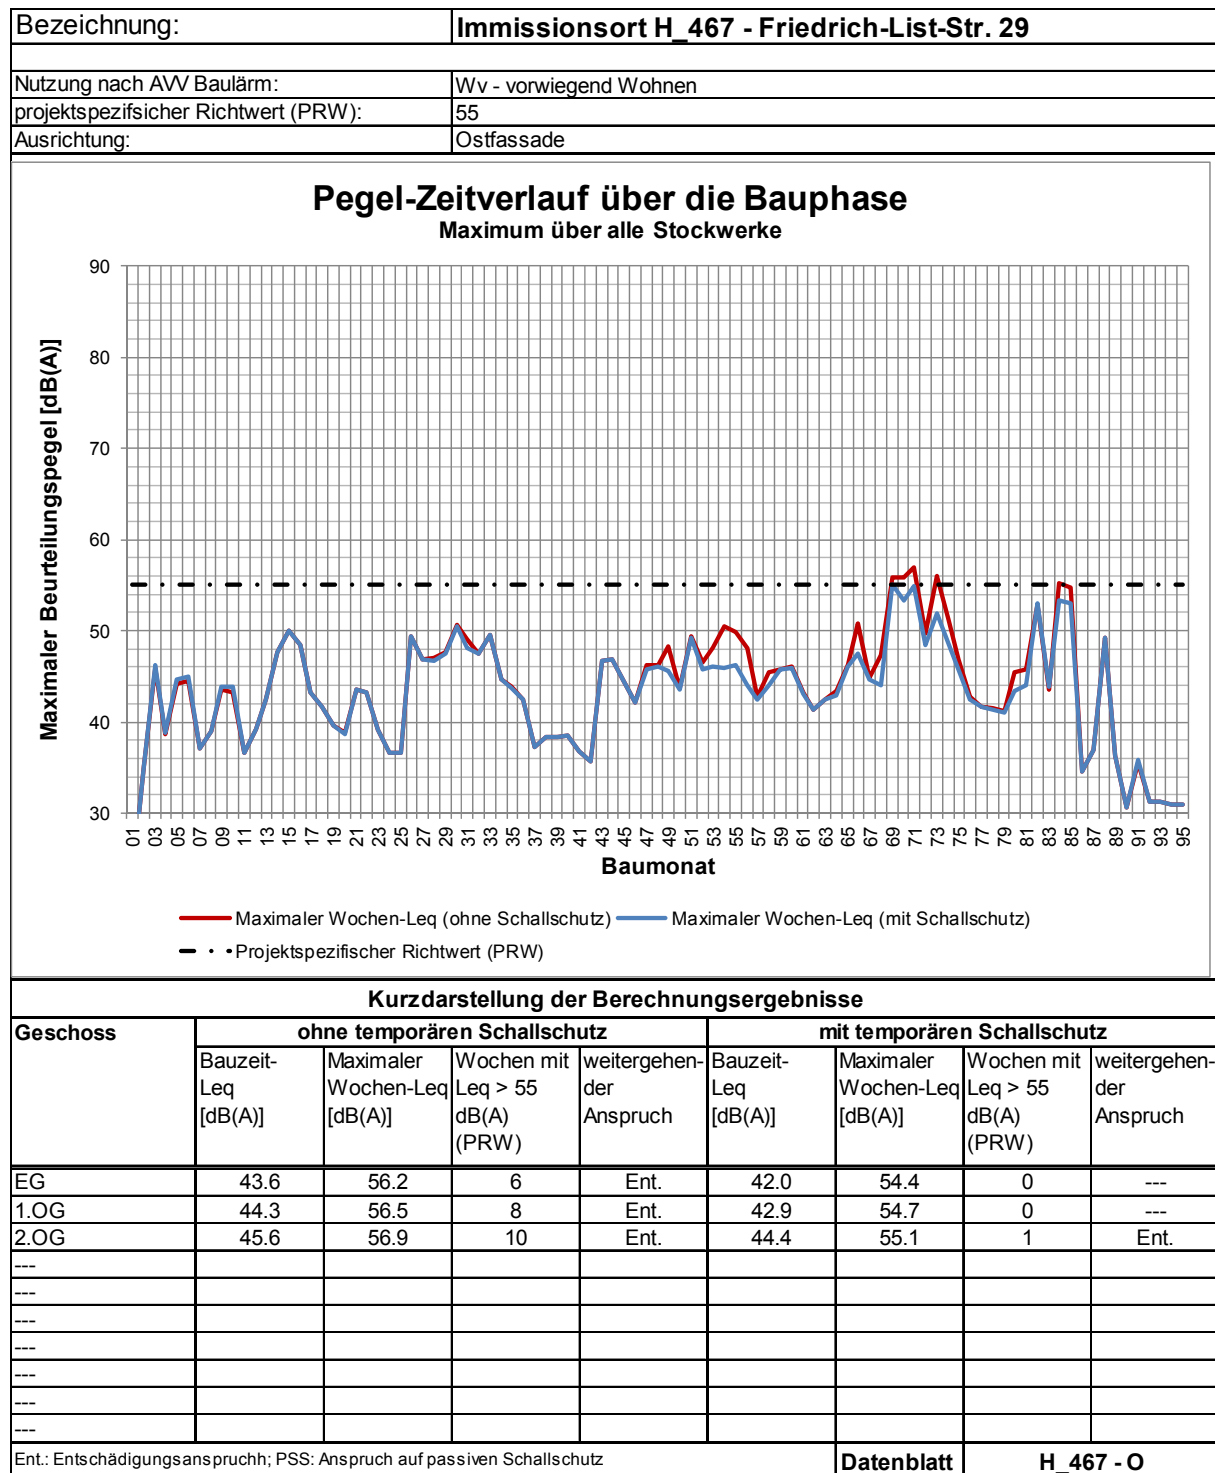 Bezeichnung: Immissionsort H_467 - Friedrich-List-Str. 29
Nutzung nach AVV Baulärm: Wv - vorwiegend Wohnen
projektspezifsicher Richtwert (PRW): 55
Ausrichtung: Ostfassade
Pegel-Zeitverlauf über die Bauphase
Maximum über alle Stockwerke
Maximaler Beurteilungspegel [dB(A)]
90
80
70
60
50
40
30
01 03 05 07 09 11 13 15 17 19 21 23 25 27 29 31 33 35 37 39 41 43 45 47 49 51 53 55 57 59 61 63 65 67 69 71 73 75 77 79 81 83 85 87 89 91 93 95
Baumonat
Maximaler Wochen-Leq (ohne Schallschutz) Maximaler Wochen-Leq (mit Schallschutz)
Projektspezifischer Richtwert (PRW)
Kurzdarstellung der Berechnungsergebnisse
Geschoss ohne temporären Schallschutz mit temporären Schallschutz
Bauzeit- Maximaler Wochen mit weitergehen- Bauzeit- Maximaler Wochen mit weitergehen-
Leq Wochen-Leq Leq > 55 der Leq Wochen-Leq Leq > 55 der
[dB(A)] [dB(A)] dB(A) Anspruch [dB(A)] [dB(A)] dB(A) Anspruch
(PRW) (PRW)
EG 43.6 56.2 6 Ent. 42.0 54.4 0 ---
1.OG 44.3 56.5 8 Ent. 42.9 54.7 0 ---
2.OG 45.6 56.9 10 Ent. 44.4 55.1 1 Ent.
---
---
---
---
---
---
---
Ent.: Entschädigungsanspruchh; PSS: Anspruch auf passiven Schallschutz Datenblatt H_467 - O